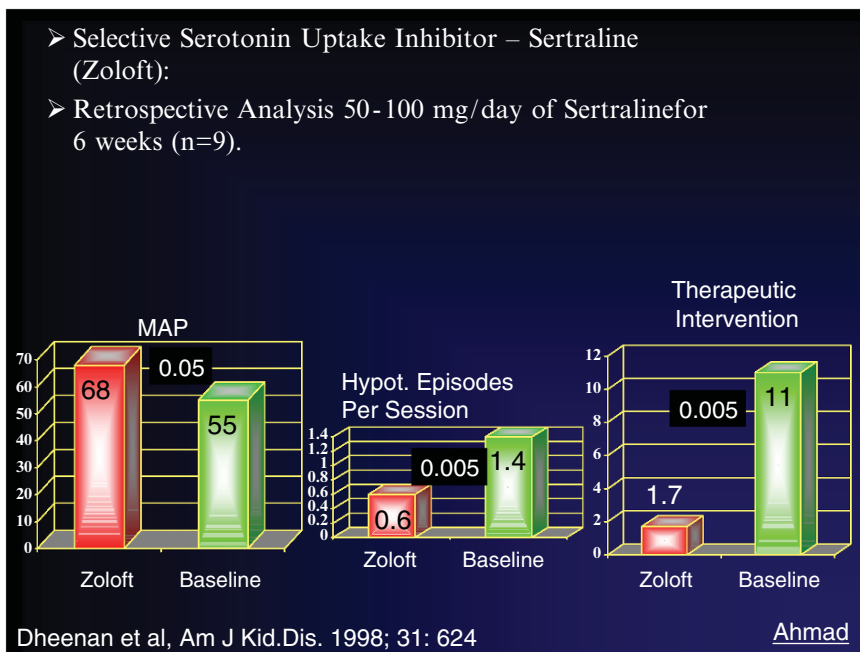 ➢ Selective Serotonin Uptake Inhibitor – Sertraline
(Zoloft):
➢ Retrospective Analysis 50-100 mg/day of Sertralinefor
6 weeks (n=9).
MAP
70
60
50
40
30
20
10
0
68
0.05
55
Zoloft Baseline
Hypot. Episodes
Per Session
1.4
1.2
1
0.8
0.6
0.4
0.2
0
0.6
0.005
1.4
Zoloft Baseline
Therapeutic
Intervention
12
10
8
6
4
2
0
1.7
0.005
11
Zoloft Baseline
Dheenan et al, Am J Kid.Dis. 1998; 31: 624
Ahmad